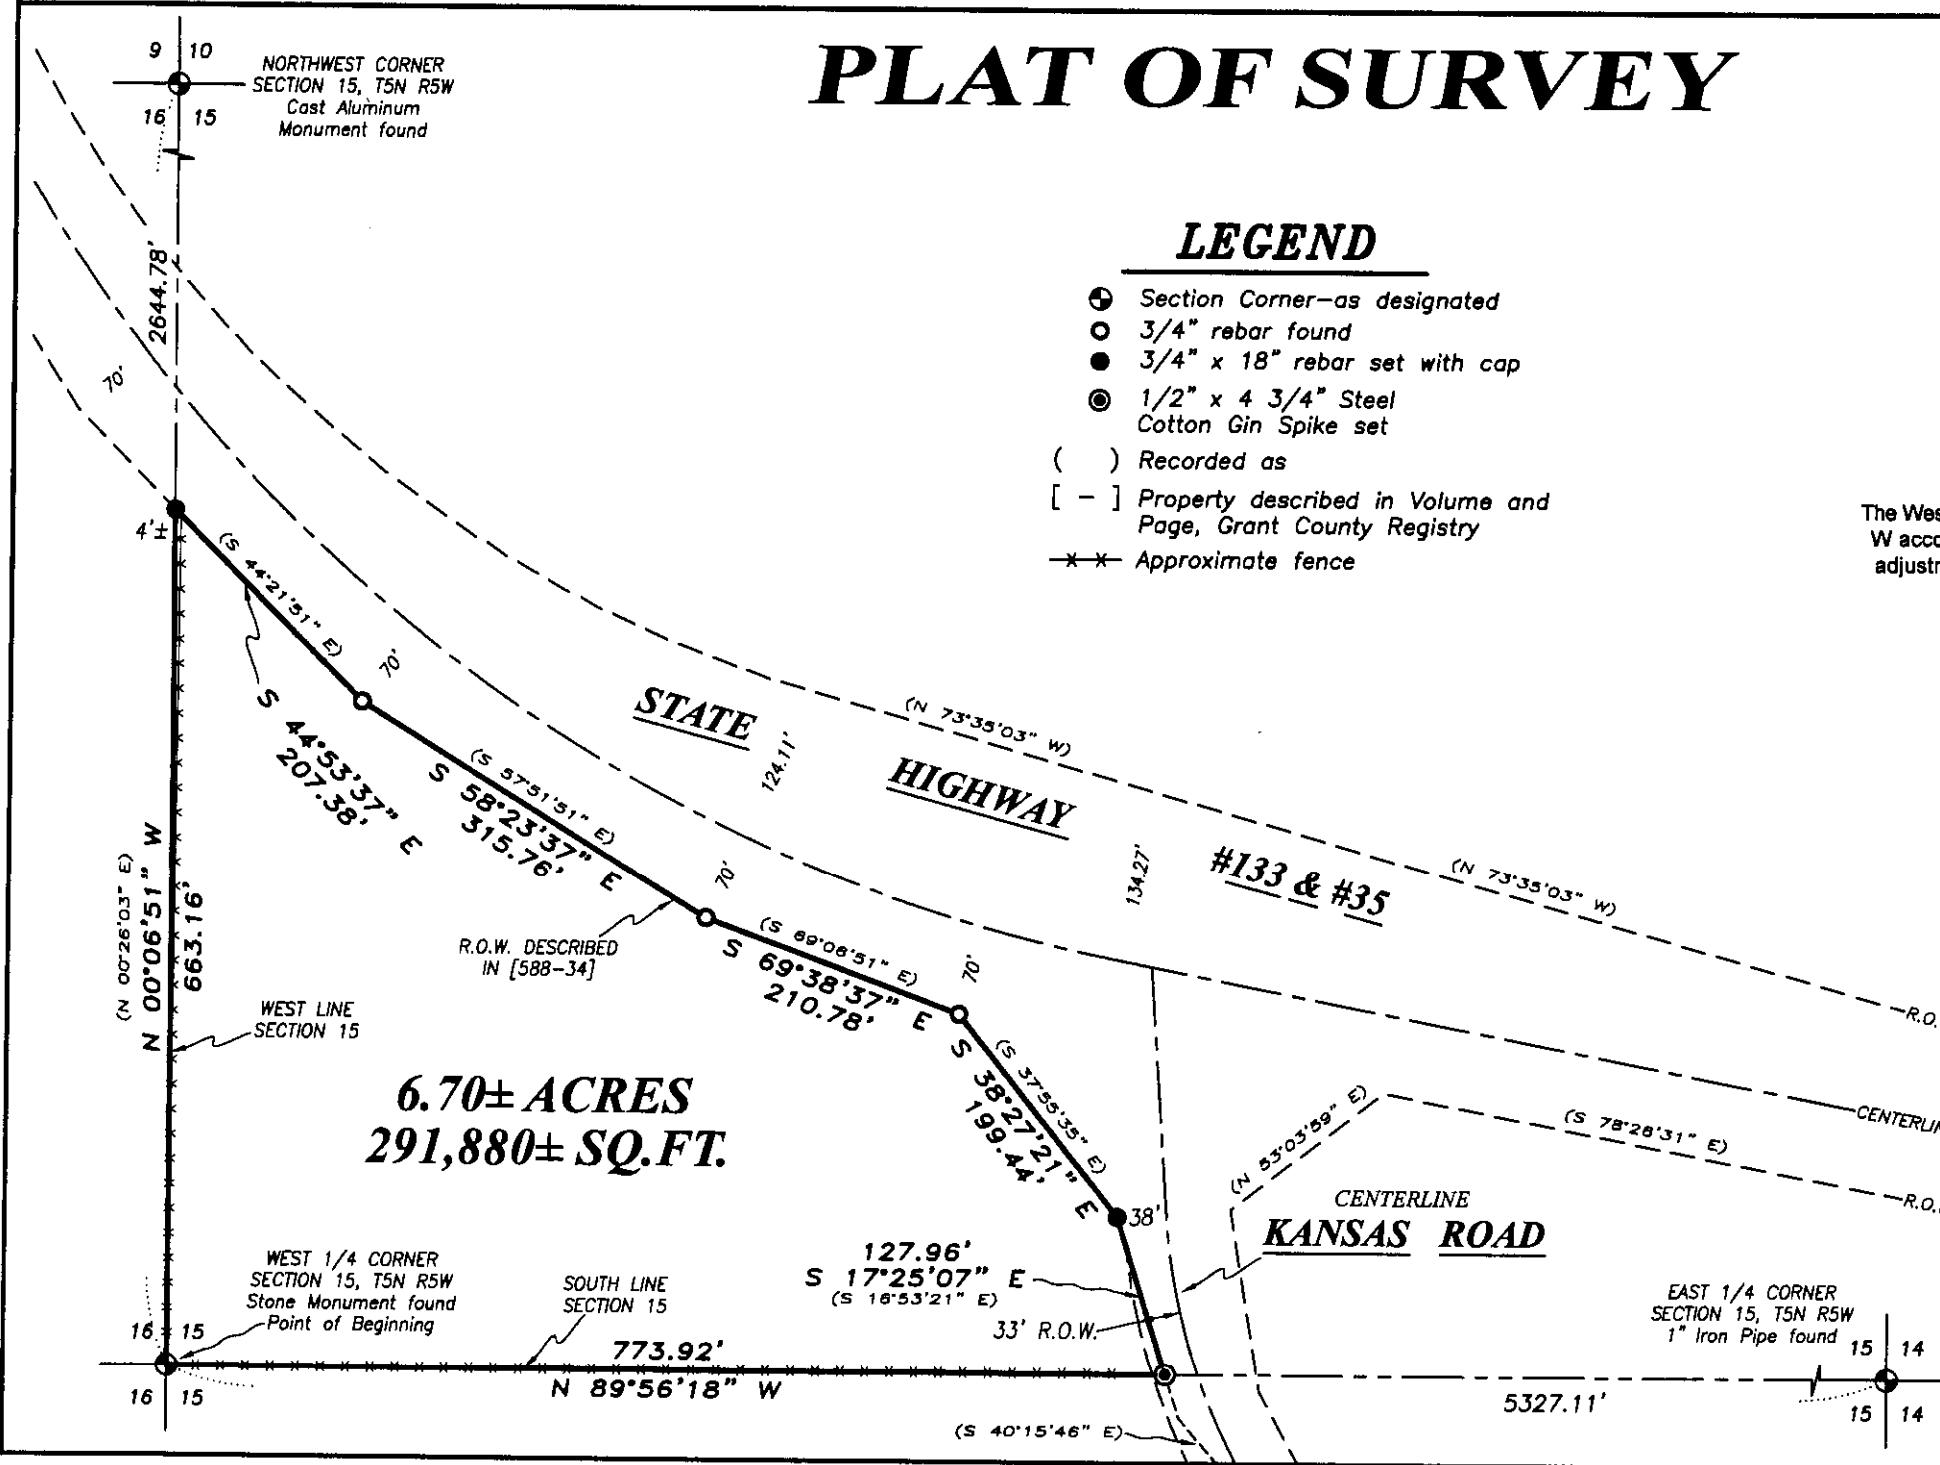 PLAT OF SURVEY
9 10
16 15
NORTHWEST CORNER
SECTION 15, T5N R5W
Cast Aluminum
Monument found
2644.78'
LEGEND
Section Corner-as designated
3/4" rebar found
3/4" x 18" rebar set with cap
1/2" x 4 3/4" Steel
Cotton Gin Spike set
( ) Recorded as
[ - ] Property described in Volume and
Page, Grant County Registry
Approximate fence
The Wes
W acco
adjustr
70'
4'±
(S 44°21'51" E)
S 44°53'37" E
207.38'
70'
(S 57°51'51" E)
S 58°23'37" E
315.76'
STATE
124.11'
HIGHWAY
(N 73°35'03" W)
134.27'
#133 & #35
(N 73°35'03" W)
70'
R.O.W. DESCRIBED
IN [588-34]
(S 69°06'51" E)
S 69°38'37" E
210.78'
70'
(N 00°26'03" E)
N 00°06'51" W
663.16'
WEST LINE
SECTION 15
R.O.
CENTERLIN
R.O.
6.70± ACRES
291,880± SQ.FT.
(S 37°55'35" E)
S 38°27'21" E
199.44'
38'
(N 53°03'59" E)
(S 78°26'31" E)
CENTERLINE
KANSAS ROAD
127.96'
S 17°25'07" E
(S 16°53'21" E)
33' R.O.W.
WEST 1/4 CORNER
SECTION 15, T5N R5W
Stone Monument found
Point of Beginning
16 15
16 15
SOUTH LINE
SECTION 15
773.92'
N 89°56'18" W
(S 40°15'46" E)
5327.11'
EAST 1/4 CORNER
SECTION 15, T5N R5W
1" Iron Pipe found
15 14
15 14